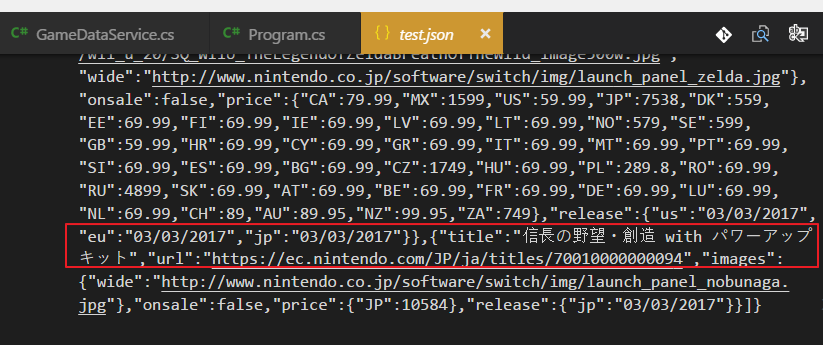 C# GameDataService.cs
C# Program.cs
{ } test.json ×
/wii_u_20/SQ_WiiU_TheLegendOfZeldaBreathOfTheWild_image500w.jpg",
"wide":"http://www.nintendo.co.jp/software/switch/img/launch_panel_zelda.jpg"},
"onsale":false,"price":{"CA":79.99,"MX":1599,"US":59.99,"JP":7538,"DK":559,
"EE":69.99,"FI":69.99,"IE":69.99,"LV":69.99,"LT":69.99,"NO":579,"SE":599,
"GB":59.99,"HR":69.99,"CY":69.99,"GR":69.99,"IT":69.99,"MT":69.99,"PT":69.99,
"SI":69.99,"ES":69.99,"BG":69.99,"CZ":1749,"HU":69.99,"PL":289.8,"RO":69.99,
"RU":4899,"SK":69.99,"AT":69.99,"BE":69.99,"FR":69.99,"DE":69.99,"LU":69.99,
"NL":69.99,"CH":89,"AU":89.95,"NZ":99.95,"ZA":749},"release":{"us":"03/03/2017",
"eu":"03/03/2017","jp":"03/03/2017"}},{"title":"信長の野望・創造 with パワーアップ
キット","url":"https://ec.nintendo.com/JP/ja/titles/70010000000094","images":
{"wide":"http://www.nintendo.co.jp/software/switch/img/launch_panel_nobunaga.
jpg"},"onsale":false,"price":{"JP":10584},"release":{"jp":"03/03/2017"}}]}